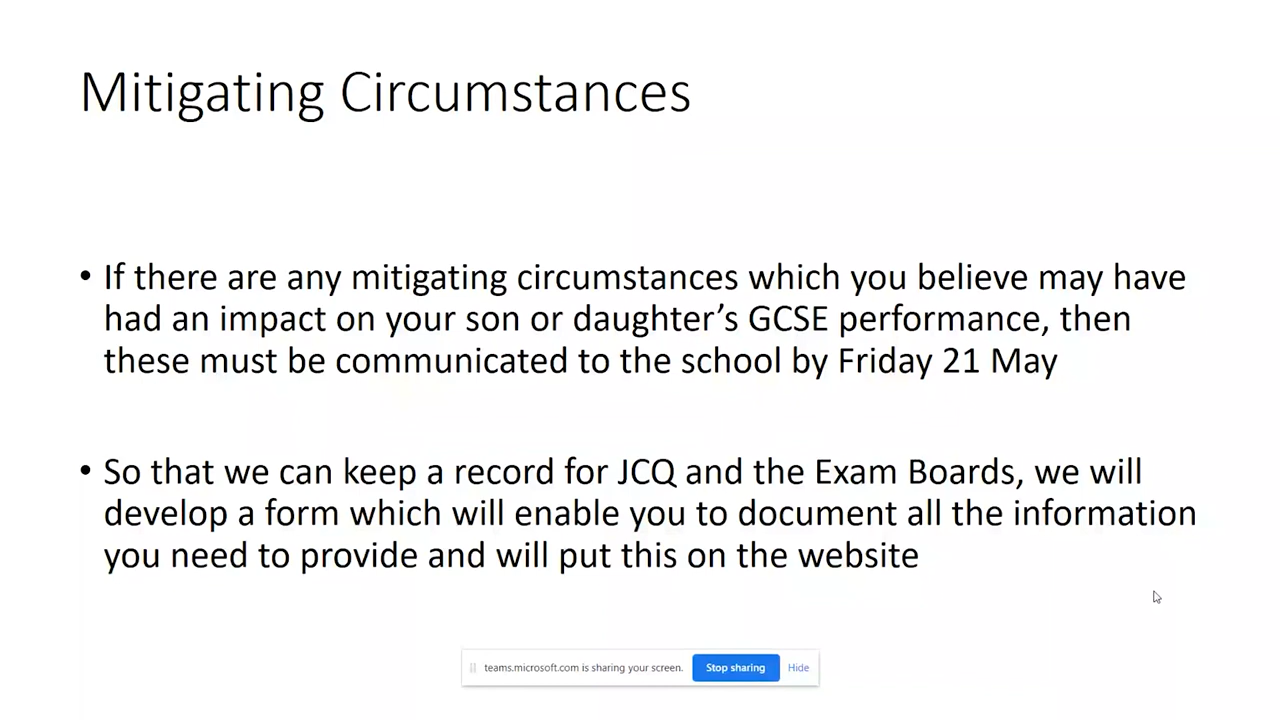 Mitigating Circumstances
• If there are any mitigating circumstances which you believe may have
had an impact on your son or daughter’s GCSE performance, then
these must be communicated to the school by Friday 21 May
• So that we can keep a record for JCQ and the Exam Boards, we will
develop a form which will enable you to document all the information
you need to provide and will put this on the website
teams.microsoft.com is sharing your screen. Stop sharing Hide